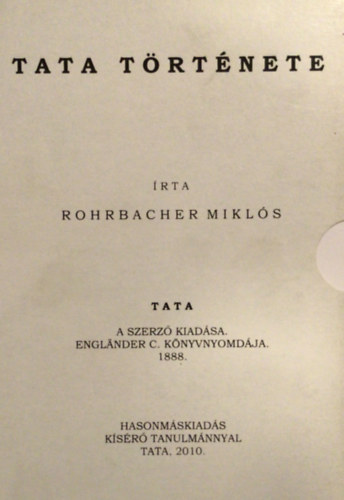 TATA TÖRTÉNETE
ÍRTA
ROHRBACHER MIKLÓS
TATA
A SZERZŐ KIADÁSA.
ENGLÄNDER C. KÖNYVNYOMDÁJA.
1888.
HASONMÁSKIADÁS
KÍSÉRŐ TANULMÁNNYAL
TATA, 2010.